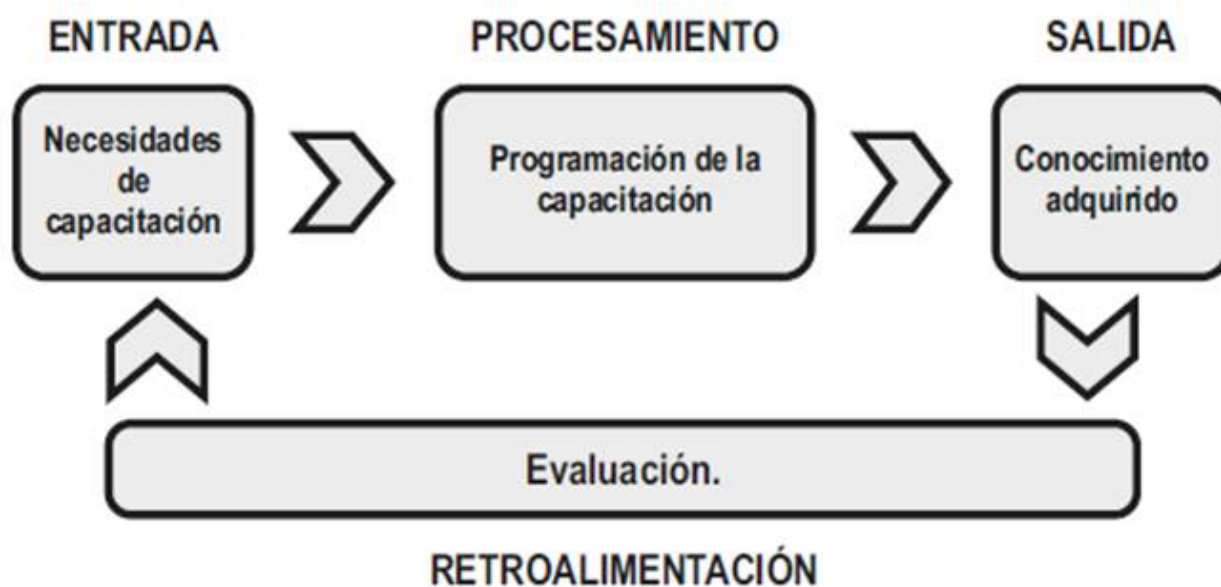 ENTRADA
PROCESAMIENTO
SALIDA
Necesidades
de
capacitación
Programación de la
capacitación
Conocimiento
adquirido
Evaluación.
RETROALIMENTACIÓN